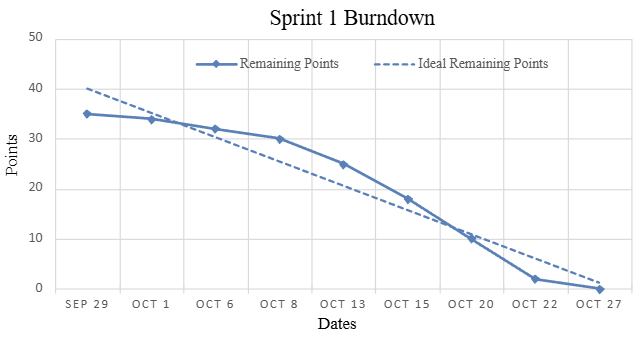 Sprint 1 Burndown
50
Remaining Points
Ideal Remaining Points
40
30
20
10
0
Points
SEP 29 OCT 1 OCT 6 OCT 8 OCT 13 OCT 15 OCT 20 OCT 22 OCT 27
Dates